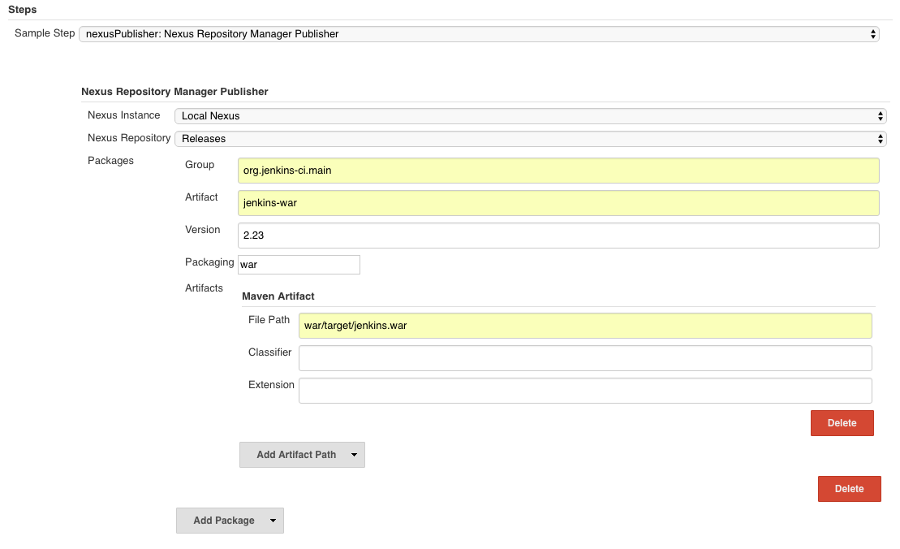 Steps
Sample Step nexusPublisher: Nexus Repository Manager Publisher
Nexus Repository Manager Publisher
Nexus Instance Local Nexus
Nexus Repository Releases
Packages Group org.jenkins-ci.main
Artifact jenkins-war
Version 2.23
Packaging war
Artifacts
Maven Artifact
File Path war/target/jenkins.war
Classifier
Extension
Delete
Add Artifact Path
Delete
Add Package